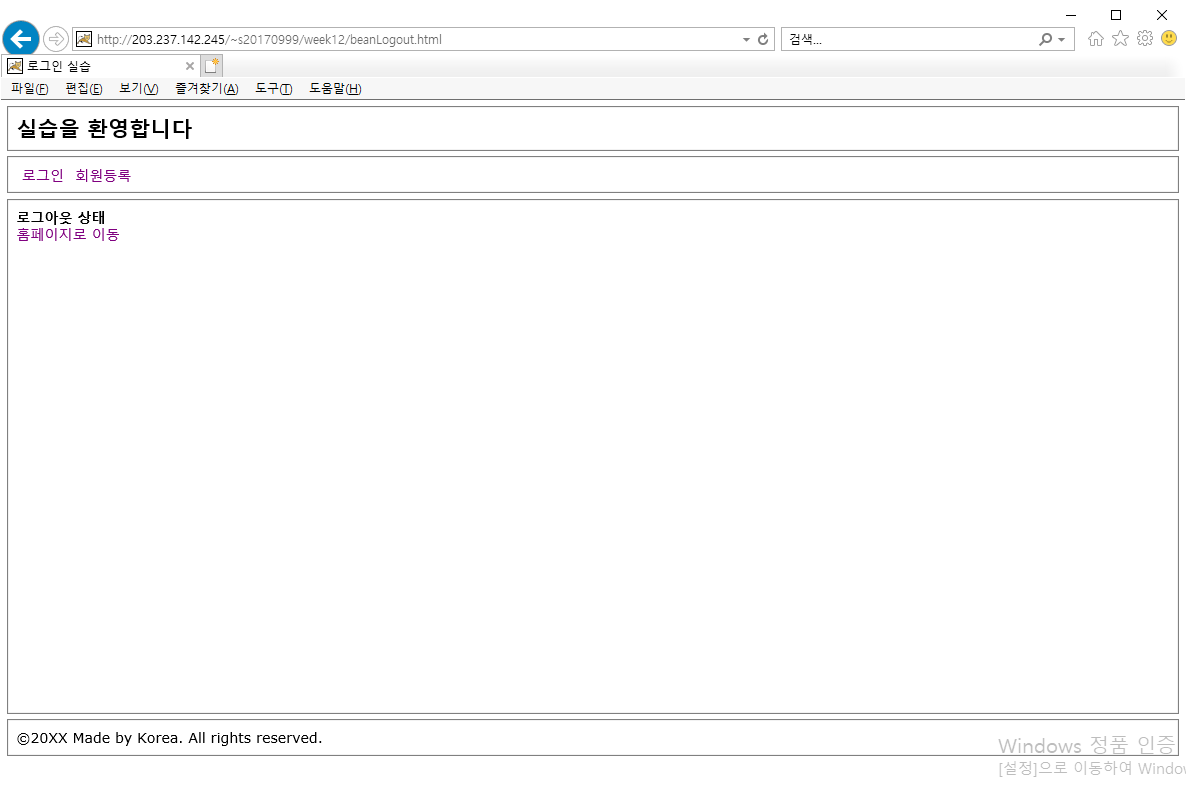 http://203.237.142.245/~s20170999/week12/beanLogout.html
검색...
로그인 실습
파일(F) 편집(E) 보기(V) 즐겨찾기(A) 도구(T) 도움말(H)
실습을 환영합니다
로그인 회원등록
로그아웃 상태
홈페이지로 이동
©20XX Made by Korea. All rights reserved.
Windows 정품 인증
[설정]으로 이동하여 Windo